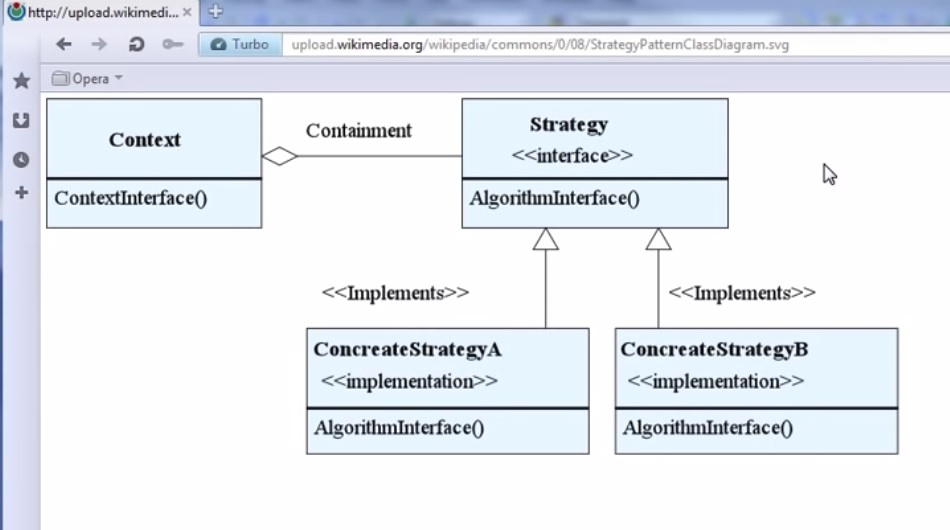 http://upload.wikimedi...
Turbo
upload.wikimedia.org/wikipedia/commons/0/08/StrategyPatternClassDiagram.svg
Opera
Context
ContextInterface()
Containment
Strategy
<<interface>>
AlgorithmInterface()
<<Implements>>
<<Implements>>
ConcreateStrategyA
<<implementation>>
AlgorithmInterface()
ConcreateStrategyB
<<implementation>>
AlgorithmInterface()